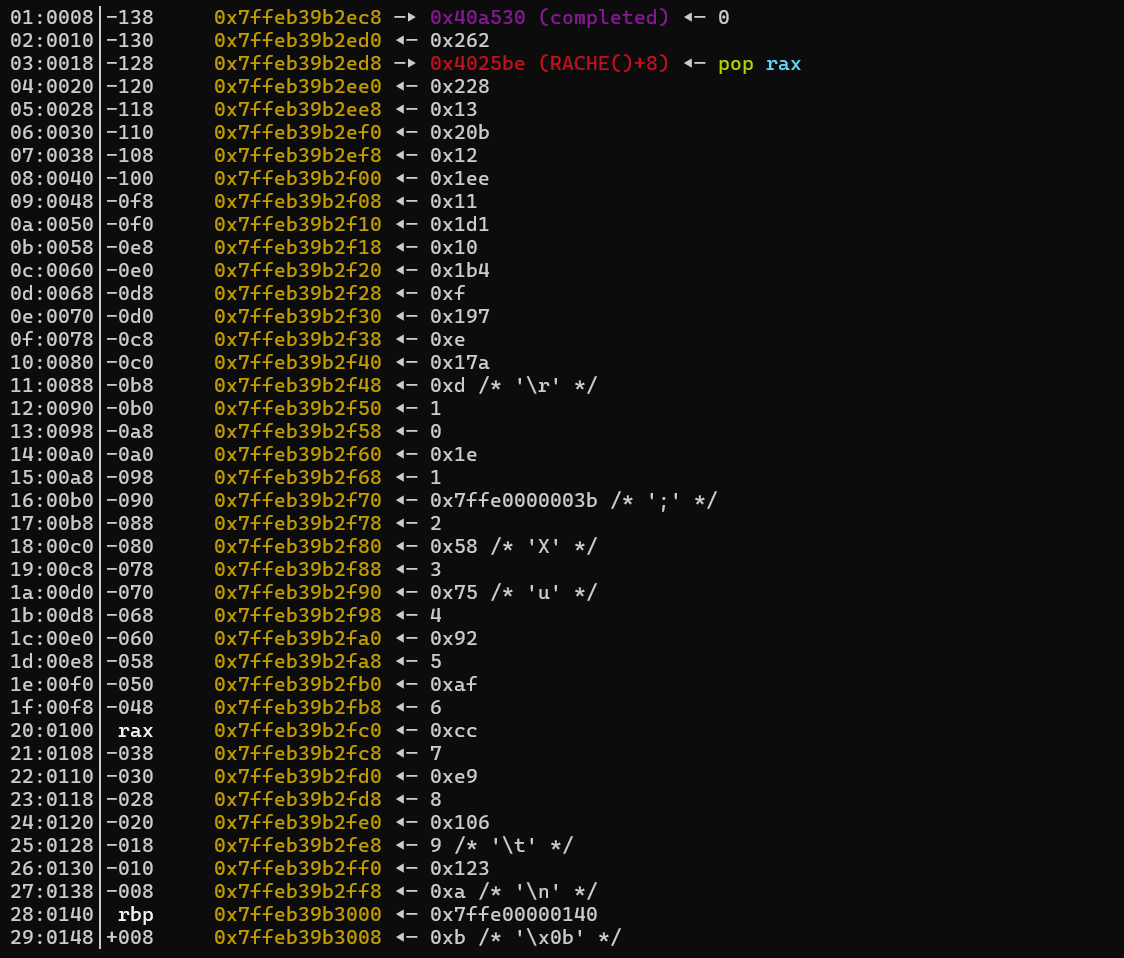 01:0008│-138 0x7ffeb39b2ec8 —▸ 0x40a530 (completed) ◂— 0
02:0010│-130 0x7ffeb39b2ed0 ◂— 0x262
03:0018│-128 0x7ffeb39b2ed8 —▸ 0x4025be (RACHE()+8) ◂— pop rax
04:0020│-120 0x7ffeb39b2ee0 ◂— 0x228
05:0028│-118 0x7ffeb39b2ee8 ◂— 0x13
06:0030│-110 0x7ffeb39b2ef0 ◂— 0x20b
07:0038│-108 0x7ffeb39b2ef8 ◂— 0x12
08:0040│-100 0x7ffeb39b2f00 ◂— 0x1ee
09:0048│-0f8 0x7ffeb39b2f08 ◂— 0x11
0a:0050│-0f0 0x7ffeb39b2f10 ◂— 0x1d1
0b:0058│-0e8 0x7ffeb39b2f18 ◂— 0x10
0c:0060│-0e0 0x7ffeb39b2f20 ◂— 0x1b4
0d:0068│-0d8 0x7ffeb39b2f28 ◂— 0xf
0e:0070│-0d0 0x7ffeb39b2f30 ◂— 0x197
0f:0078│-0c8 0x7ffeb39b2f38 ◂— 0xe
10:0080│-0c0 0x7ffeb39b2f40 ◂— 0x17a
11:0088│-0b8 0x7ffeb39b2f48 ◂— 0xd /* '\r' */
12:0090│-0b0 0x7ffeb39b2f50 ◂— 1
13:0098│-0a8 0x7ffeb39b2f58 ◂— 0
14:00a0│-0a0 0x7ffeb39b2f60 ◂— 0x1e
15:00a8│-098 0x7ffeb39b2f68 ◂— 1
16:00b0│-090 0x7ffeb39b2f70 ◂— 0x7ffe0000003b /* ';' */
17:00b8│-088 0x7ffeb39b2f78 ◂— 2
18:00c0│-080 0x7ffeb39b2f80 ◂— 0x58 /* 'X' */
19:00c8│-078 0x7ffeb39b2f88 ◂— 3
1a:00d0│-070 0x7ffeb39b2f90 ◂— 0x75 /* 'u' */
1b:00d8│-068 0x7ffeb39b2f98 ◂— 4
1c:00e0│-060 0x7ffeb39b2fa0 ◂— 0x92
1d:00e8│-058 0x7ffeb39b2fa8 ◂— 5
1e:00f0│-050 0x7ffeb39b2fb0 ◂— 0xaf
1f:00f8│-048 0x7ffeb39b2fb8 ◂— 6
20:0100│ rax 0x7ffeb39b2fc0 ◂— 0xcc
21:0108│-038 0x7ffeb39b2fc8 ◂— 7
22:0110│-030 0x7ffeb39b2fd0 ◂— 0xe9
23:0118│-028 0x7ffeb39b2fd8 ◂— 8
24:0120│-020 0x7ffeb39b2fe0 ◂— 0x106
25:0128│-018 0x7ffeb39b2fe8 ◂— 9 /* '\t' */
26:0130│-010 0x7ffeb39b2ff0 ◂— 0x123
27:0138│-008 0x7ffeb39b2ff8 ◂— 0xa /* '\n' */
28:0140│ rbp 0x7ffeb39b3000 ◂— 0x7ffe00000140
29:0148│+008 0x7ffeb39b3008 ◂— 0xb /* '\x0b' */